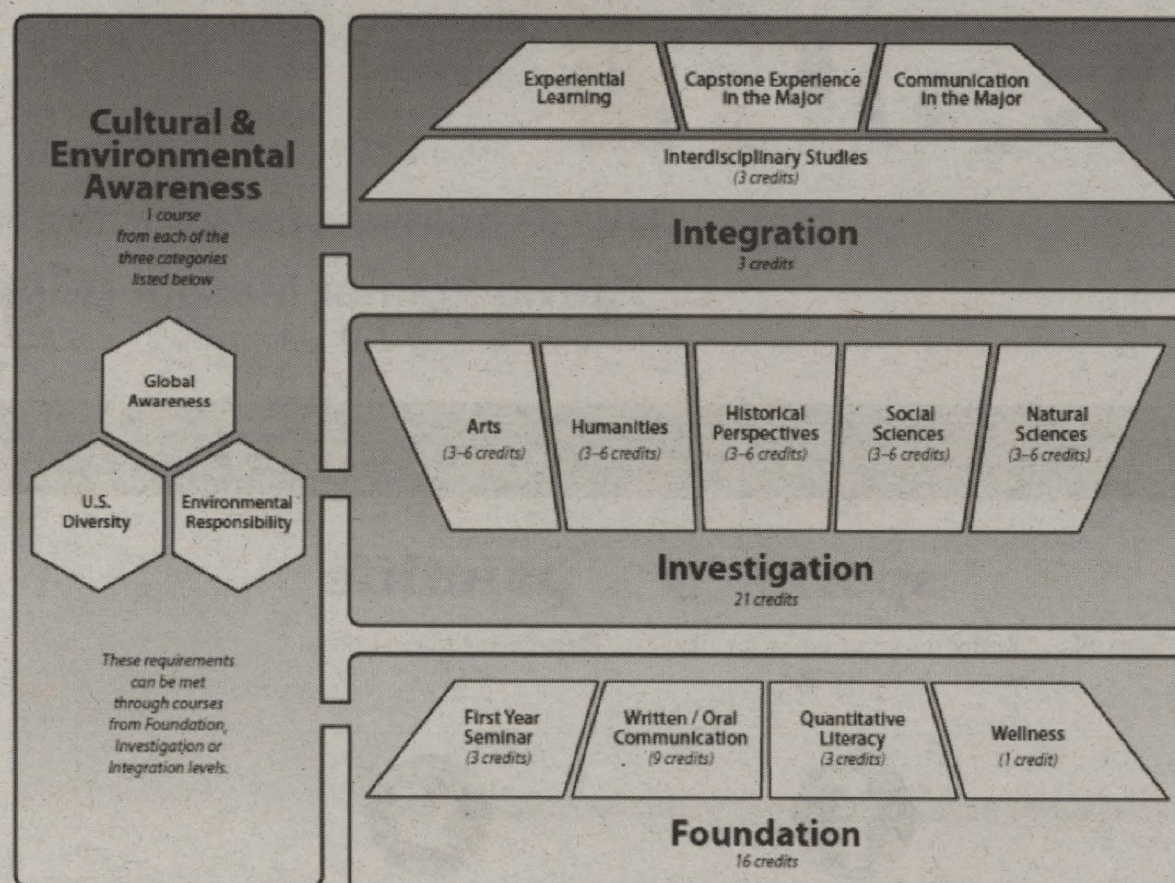 Cultural &
Environmental
Awareness
1 course
from each of the
three categories
listed below
Global
Awareness
U.S.
Diversity
Environmental
Responsibility
These requirements
can be met
through courses
from Foundation,
Investigation or
Integration levels.
Experiential
Learning
Capstone Experience
in the Major
Communication
in the Major
Interdisciplinary Studies
(3 credits)
Integration
3 credits
Arts
(3–6 credits)
Humanities
(3–6 credits)
Historical
Perspectives
(3–6 credits)
Social
Sciences
(3–6 credits)
Natural
Sciences
(3–6 credits)
Investigation
21 credits
First Year
Seminar
(3 credits)
Written / Oral
Communication
(9 credits)
Quantitative
Literacy
(3 credits)
Wellness
(1 credit)
Foundation
16 credits